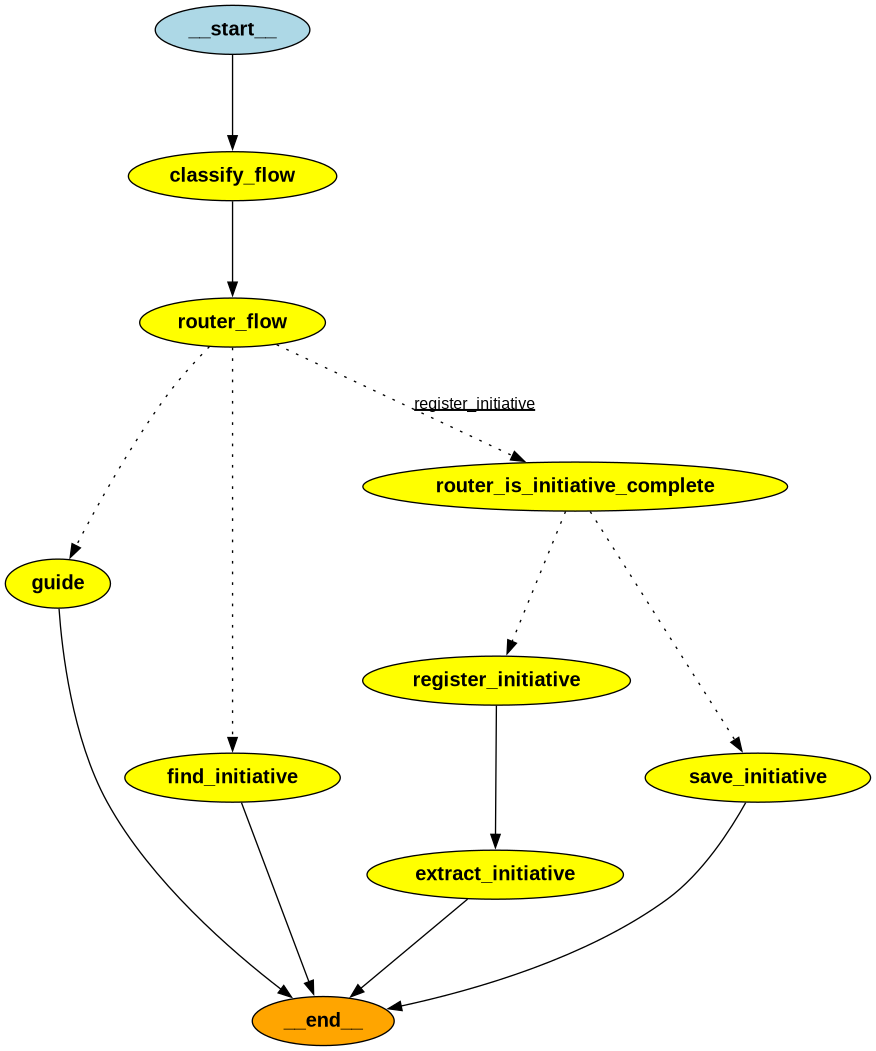 __start__
classify_flow
router_flow
register_initiative
router_is_initiative_complete
guide
register_initiative
find_initiative
save_initiative
extract_initiative
__end__